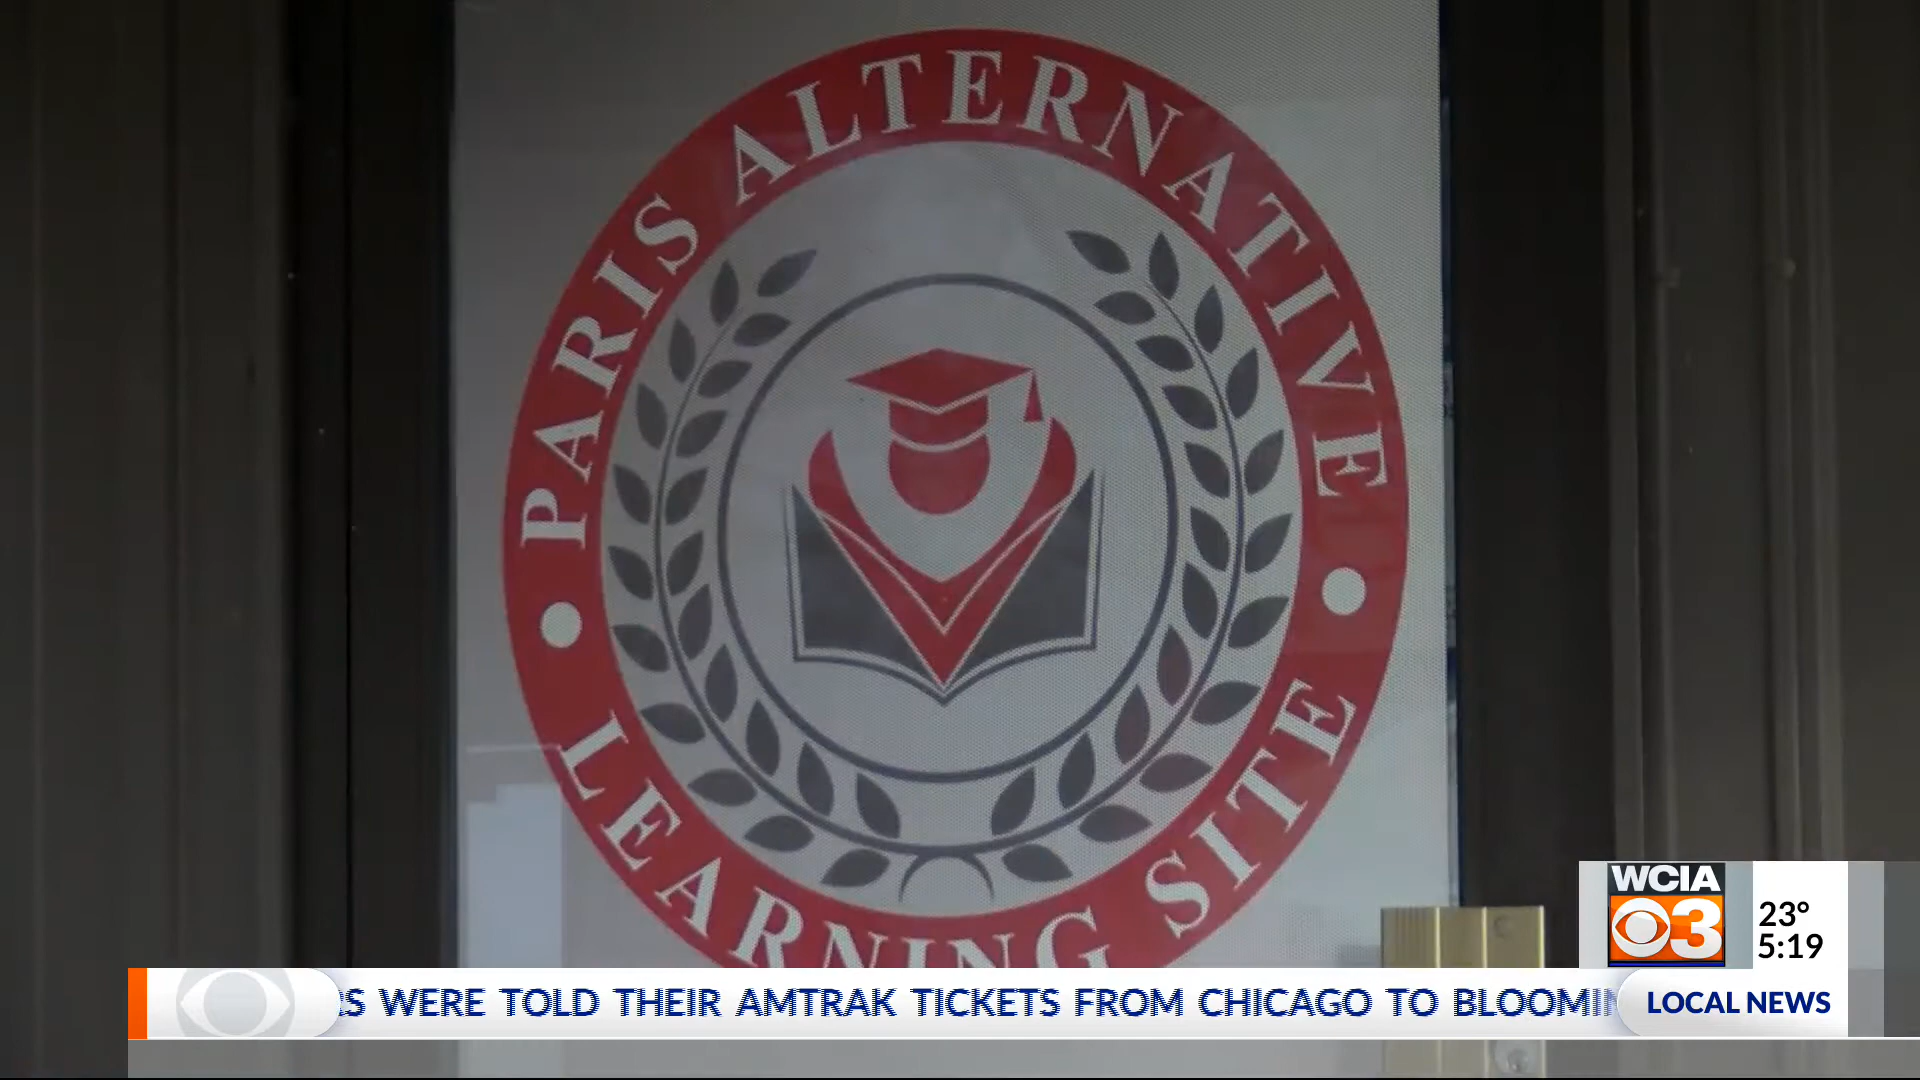 PARIS ALTERNATIVE
LEARNING SITE
WCIA
3
23°
5:19
WERE TOLD THEIR AMTRAK TICKETS FROM CHICAGO TO
LOCAL NEWS